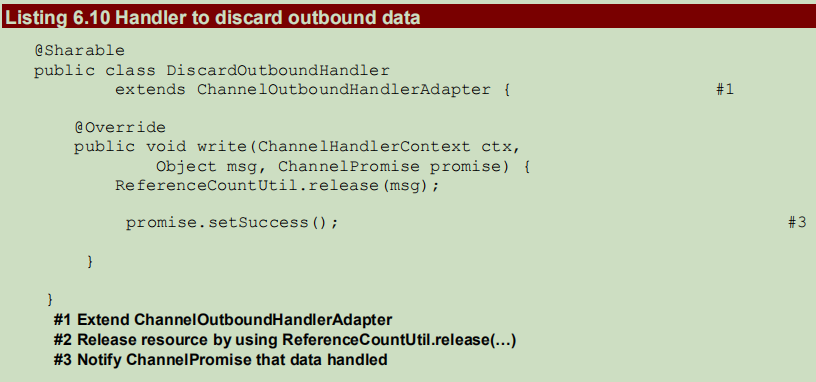 Listing 6.10 Handler to discard outbound data
@Sharable
public class DiscardOutboundHandler
extends ChannelOutboundHandlerAdapter { #1
@Override
public void write(ChannelHandlerContext ctx,
Object msg, ChannelPromise promise) {
ReferenceCountUtil.release(msg);
promise.setSuccess(); #3
}
}
#1 Extend ChannelOutboundHandlerAdapter
#2 Release resource by using ReferenceCountUtil.release(…)
#3 Notify ChannelPromise that data handled